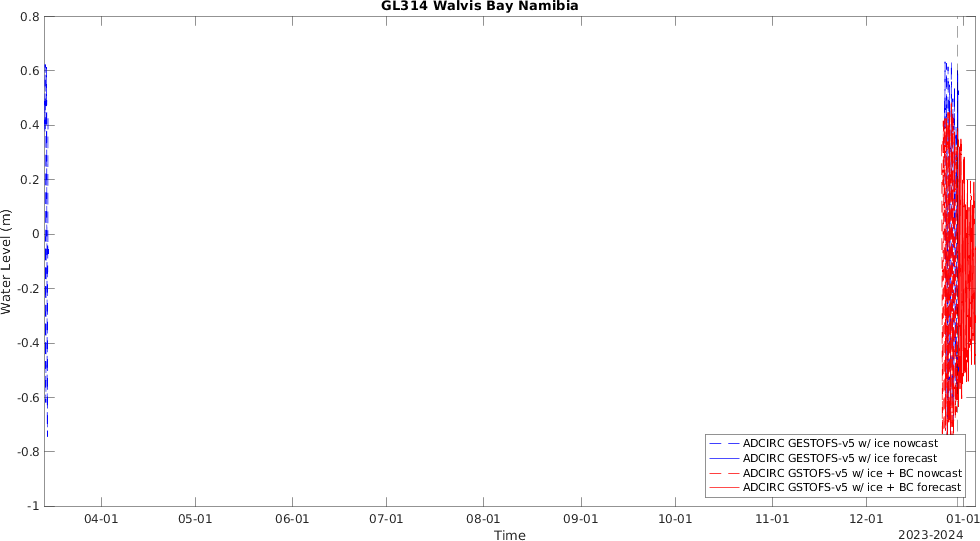 GL314 Walvis Bay Namibia
Water Level (m)
0.8
0.6
0.4
0.2
0
-0.2
-0.4
-0.6
-0.8
-1
ADCIRC GESTOFS-v5 w/ ice nowcast
ADCIRC GESTOFS-v5 w/ ice forecast
ADCIRC GSTOFS-v5 w/ ice + BC nowcast
ADCIRC GSTOFS-v5 w/ ice + BC forecast
04-01 05-01 06-01 07-01 08-01 09-01 10-01 11-01 12-01 01-01
Time
2023-2024